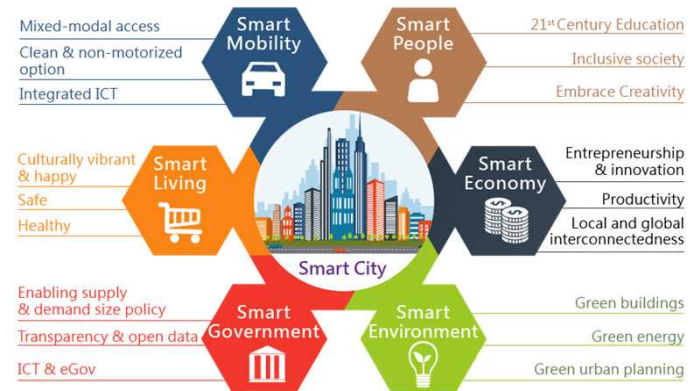 Mixed-modal access
Clean & non-motorized
option
Integrated ICT
Smart
Mobility
Smart
People
21st Century Education
Inclusive society
Embrace Creativity
Culturally vibrant
& happy
Safe
Healthy
Smart
Living
Smart
Economy
Entrepreneurship
& innovation
Productivity
Local and global
interconnectedness
Smart City
Enabling supply
& demand size policy
Transparency & open data
ICT & eGov
Smart
Government
Smart
Environment
Green buildings
Green energy
Green urban planning